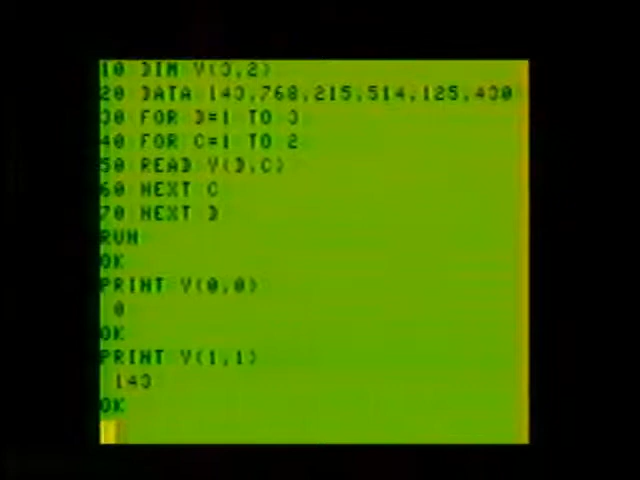 10 DIM V(3,2)
20 DATA 143,768,215,514,125,430
30 FOR D=1 TO 3
40 FOR C=1 TO 2
50 READ V(D,C)
60 NEXT C
70 NEXT D
RUN
OK
PRINT V(0,0)
0
OK
PRINT V(1,1)
143
OK